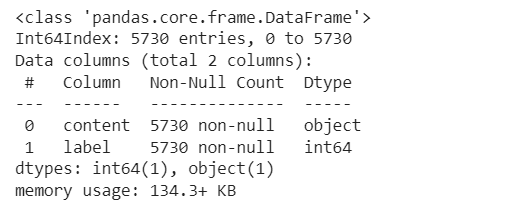 <class 'pandas.core.frame.DataFrame'>
Int64Index: 5730 entries, 0 to 5730
Data columns (total 2 columns):
 #   Column   Non-Null Count  Dtype
---  ------   --------------  -----
 0   content  5730 non-null   object
 1   label    5730 non-null   int64
dtypes: int64(1), object(1)
memory usage: 134.3+ KB